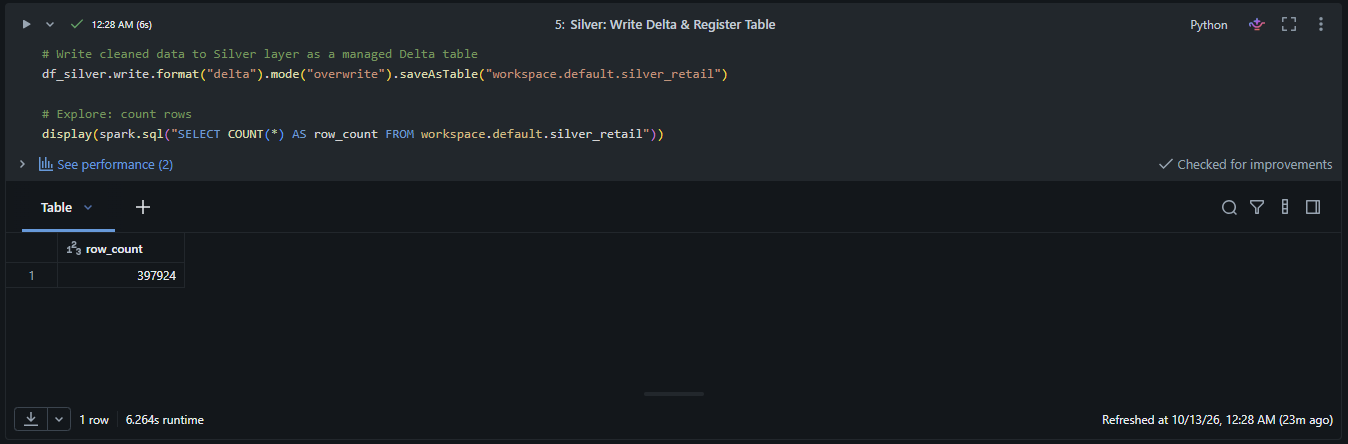 12:28 AM (6s)
5: Silver: Write Delta & Register Table
Python
# Write cleaned data to Silver layer as a managed Delta table
df_silver.write.format("delta").mode("overwrite").saveAsTable("workspace.default.silver_retail")
# Explore: count rows
display(spark.sql("SELECT COUNT(*) AS row_count FROM workspace.default.silver_retail"))
See performance (2)
Checked for improvements
Table
123 row_count
1 397924
1 row 6.264s runtime
Refreshed at 10/13/26, 12:28 AM (23m ago)